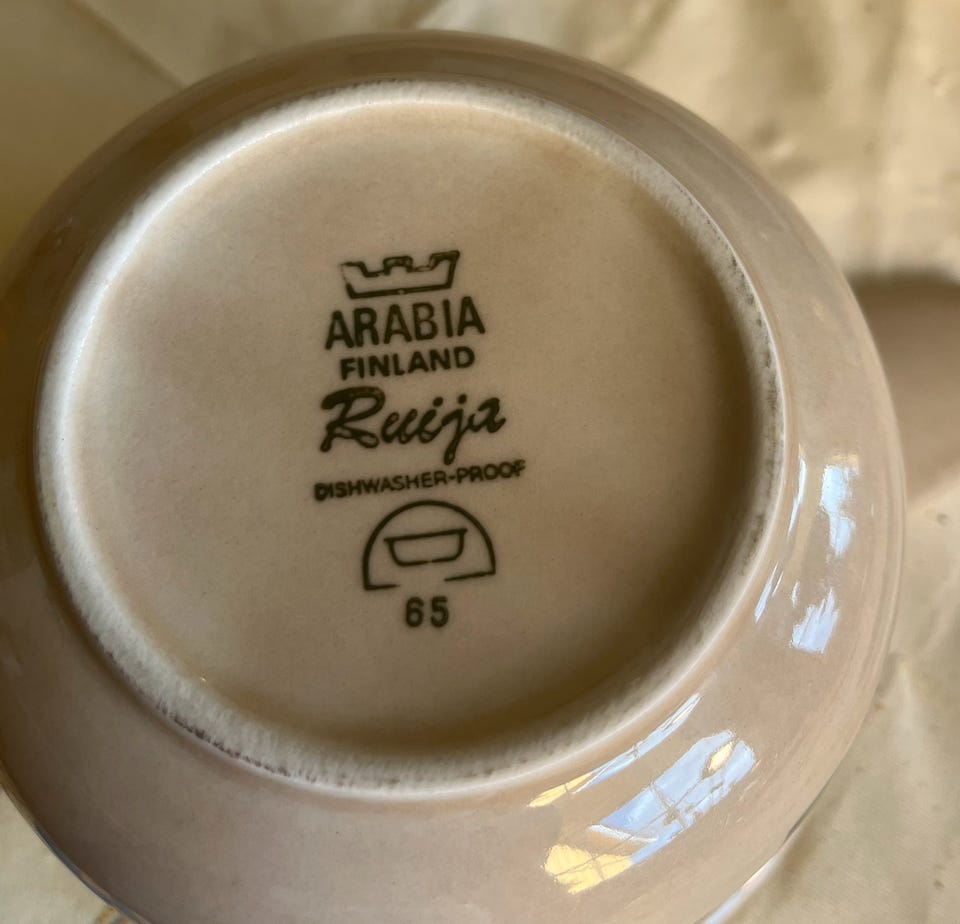 ARABIA
FINLAND
Ruija
DISHWASHER-PROOF
65